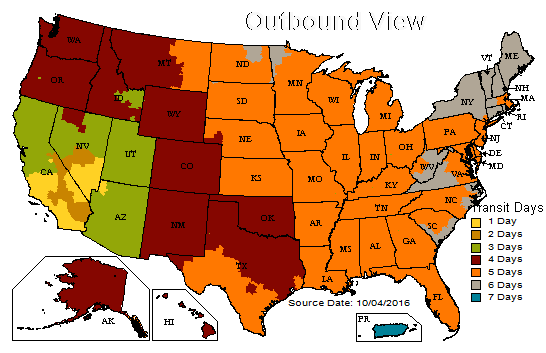 Outbound View
WA
OR
MT
ID
WY
ND
SD
NE
KS
MN
IA
MO
WI
IL
MI
IN
OH
KY
TN
AR
LA
MS
AL
GA
FL
SC
NC
VA
WV
PA
NY
VT
ME
NH
MA
RI
CT
NJ
DE
MD
NV
UT
CA
AZ
CO
NM
OK
TX
AK
HI
PR
Transit Days
1 Day
2 Days
3 Days
4 Days
5 Days
6 Days
7 Days
Source Date: 10/04/2016